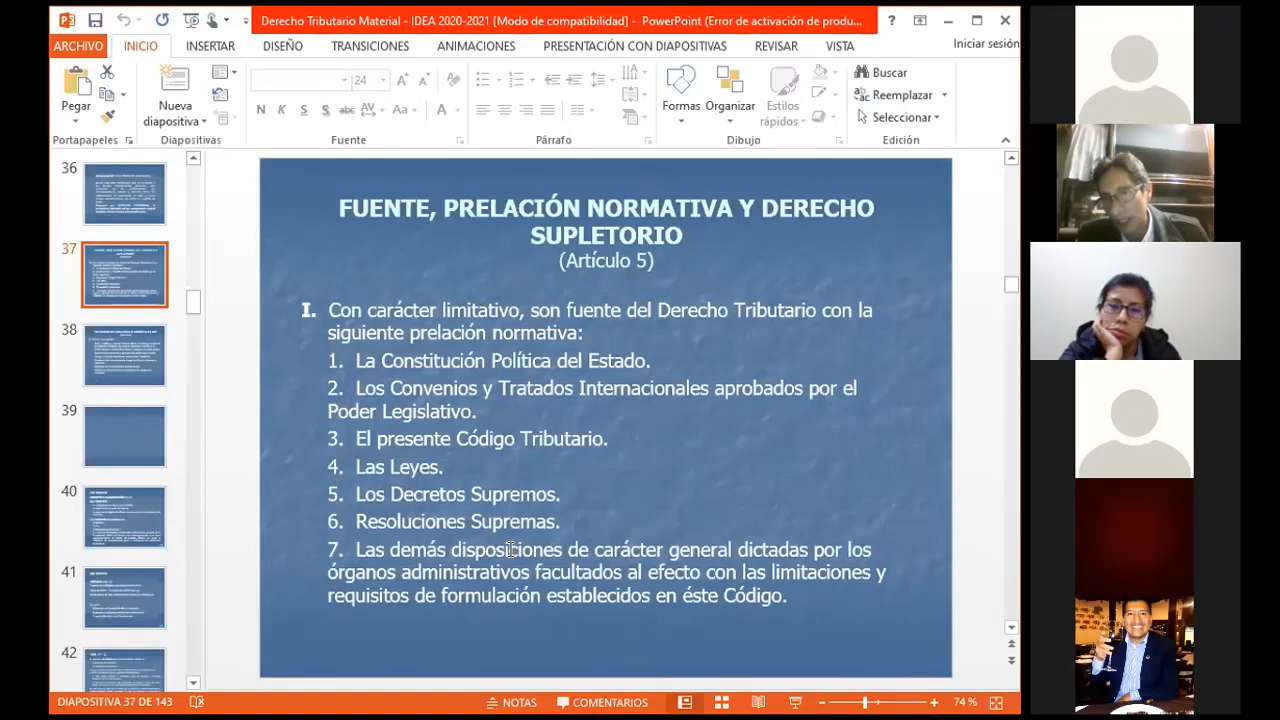 Derecho Tributario Material - IDEA 2020-2021 [Modo de compatibilidad] - PowerPoint (Error de activación de produ...
ARCHIVO INICIO INSERTAR DISEÑO TRANSICIONES ANIMACIONES PRESENTACIÓN CON DIAPOSITIVAS REVISAR VISTA Iniciar sesión
Pegar
Nueva
diapositiva
24
N K S S abc AV Aa A
Formas
Organizar
Estilos
rápidos
Buscar
Reemplazar
Seleccionar
Portapapeles
Diapositivas
Fuente
Párrafo
Dibujo
Edición
36
37
38
39
40
41
42
FUENTE, PRELACIÓN NORMATIVA Y DERECHO
SUPLETORIO
(Artículo 5)
I. Con carácter limitativo, son fuente del Derecho Tributario con la
siguiente prelación normativa:
1. La Constitución Política del Estado.
2. Los Convenios y Tratados Internacionales aprobados por el
Poder Legislativo.
3. El presente Código Tributario.
4. Las Leyes.
5. Los Decretos Supremos.
6. Resoluciones Supremas.
7. Las demás disposiciones de carácter general dictadas por los
órganos administrativos facultados al efecto con las limitaciones y
requisitos de formulación establecidos en éste Código.
DIAPOSITIVA 37 DE 143
NOTAS
COMENTARIOS
74 %